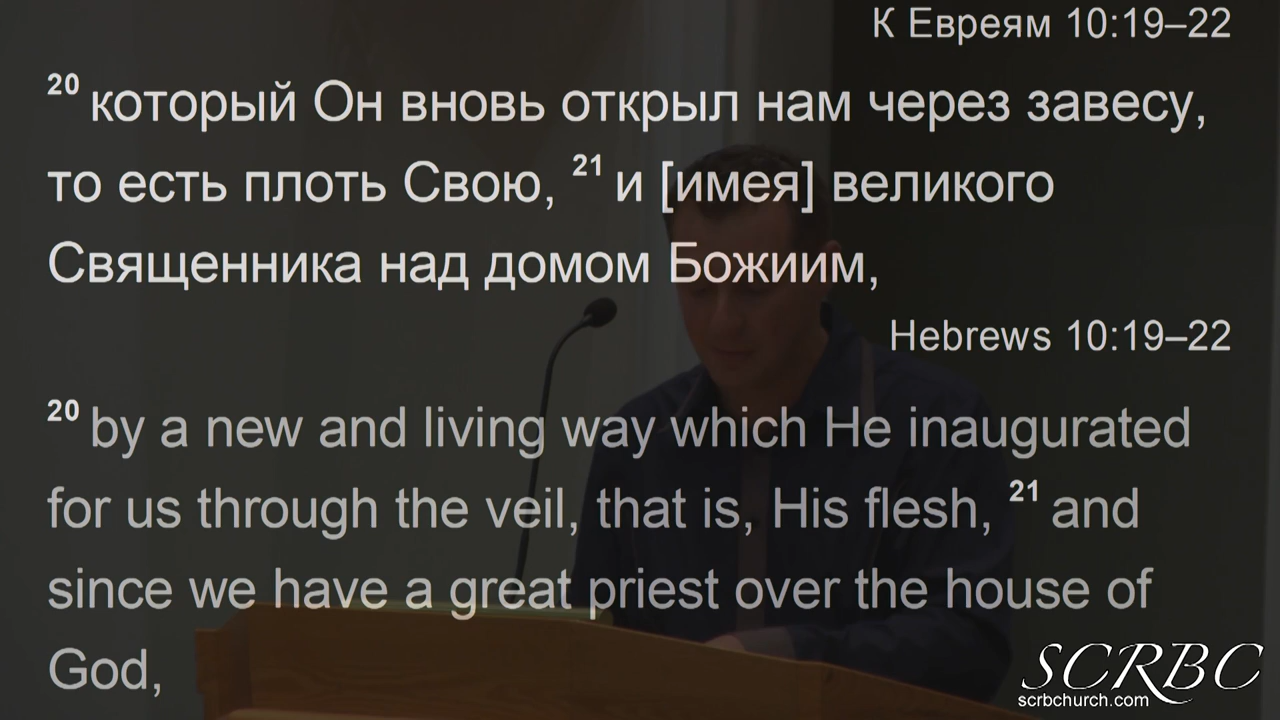 К Евреям 10:19–22
20 который Он вновь открыл нам через завесу,
то есть плоть Свою, 21 и [имея] великого
Священника над домом Божиим,
Hebrews 10:19–22
20 by a new and living way which He inaugurated
for us through the veil, that is, His flesh, 21 and
since we have a great priest over the house of
God,
SCRBC
scrbchurch.com